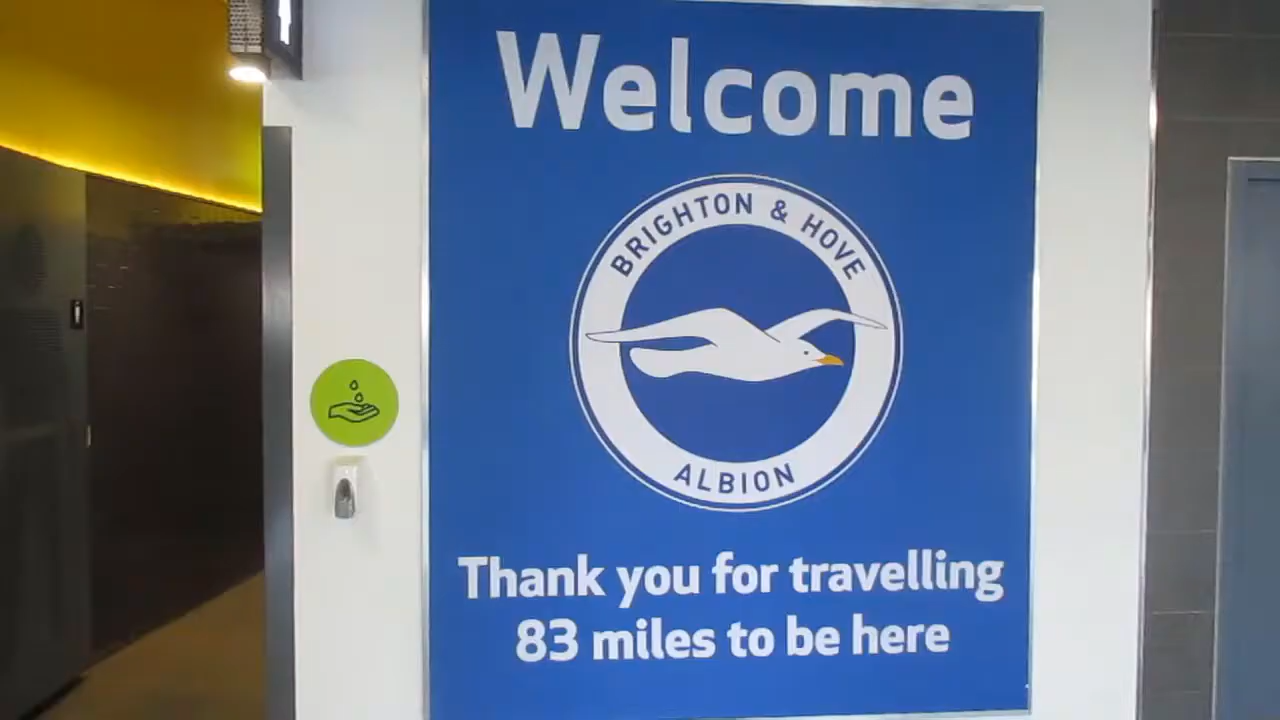 Welcome
BRIGHTON & HOVE
ALBION
Thank you for travelling
83 miles to be here